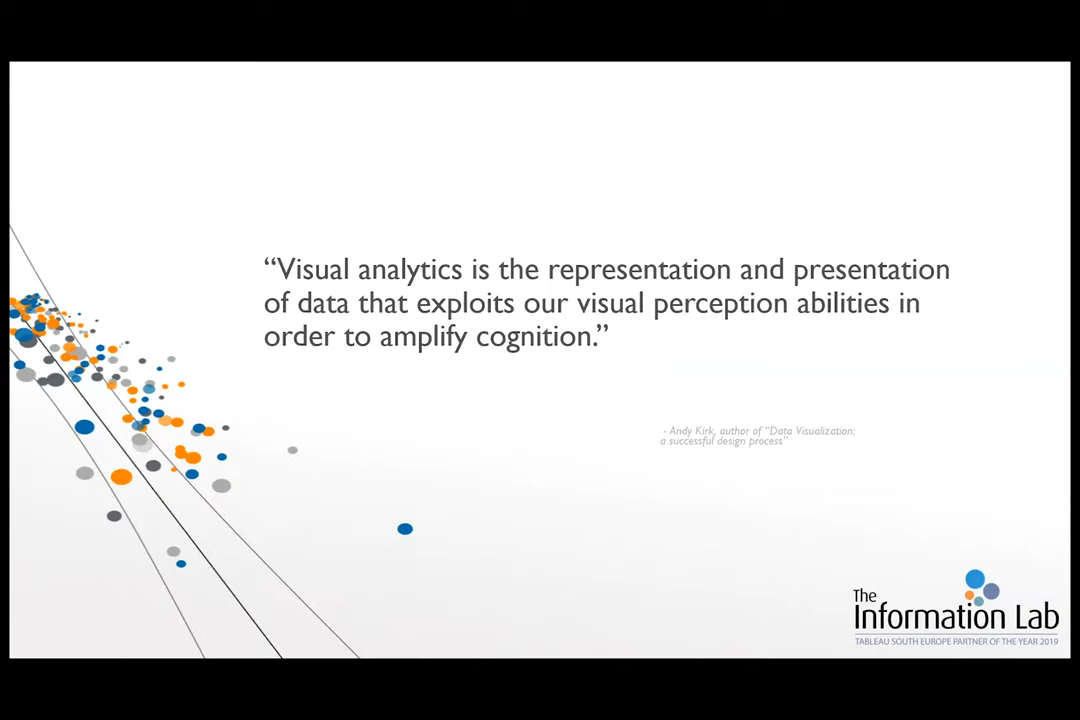 “Visual analytics is the representation and presentation
of data that exploits our visual perception abilities in
order to amplify cognition.”
- Andy Kirk, author of “Data Visualization:
a successful design process”
The
Information Lab
TABLEAU SOUTH EUROPE PARTNER OF THE YEAR 2019